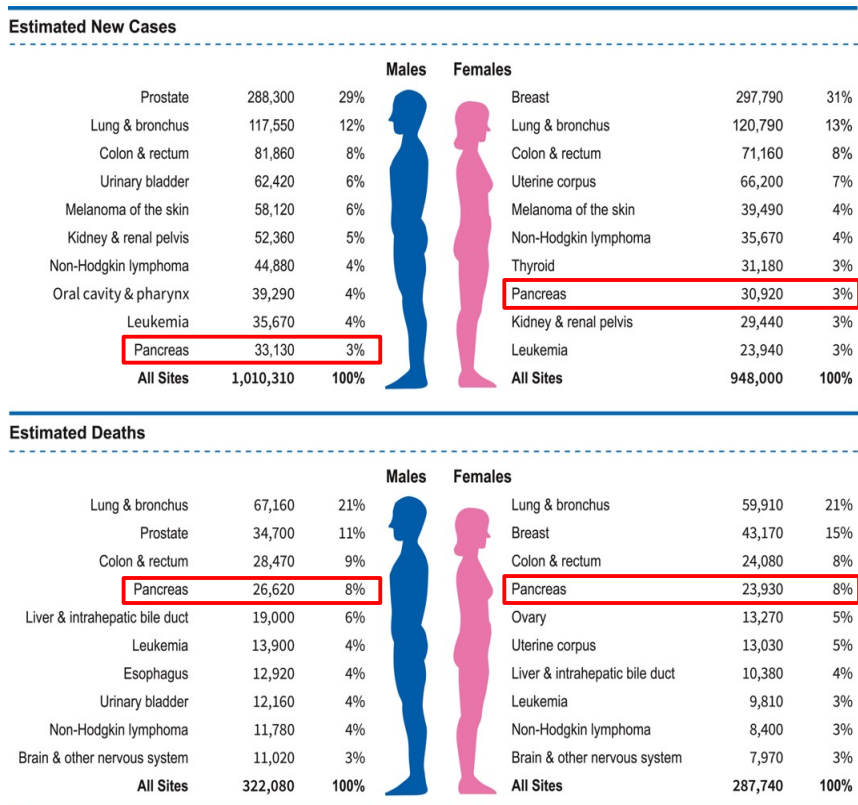 Estimated New Cases
Males Females
Prostate 288,300 29% Breast 297,790 31%
Lung & bronchus 117,550 12% Lung & bronchus 120,790 13%
Colon & rectum 81,860 8% Colon & rectum 71,160 8%
Urinary bladder 62,420 6% Uterine corpus 66,200 7%
Melanoma of the skin 58,120 6% Melanoma of the skin 39,490 4%
Kidney & renal pelvis 52,360 5% Non-Hodgkin lymphoma 35,670 4%
Non-Hodgkin lymphoma 44,880 4% Thyroid 31,180 3%
Oral cavity & pharynx 39,290 4% Pancreas 30,920 3%
Leukemia 35,670 4% Kidney & renal pelvis 29,440 3%
Pancreas 33,130 3% Leukemia 23,940 3%
All Sites 1,010,310 100% All Sites 948,000 100%
Estimated Deaths
Males Females
Lung & bronchus 67,160 21% Lung & bronchus 59,910 21%
Prostate 34,700 11% Breast 43,170 15%
Colon & rectum 28,470 9% Colon & rectum 24,080 8%
Pancreas 26,620 8% Pancreas 23,930 8%
Liver & intrahepatic bile duct 19,000 6% Ovary 13,270 5%
Leukemia 13,900 4% Uterine corpus 13,030 5%
Esophagus 12,920 4% Liver & intrahepatic bile duct 10,380 4%
Urinary bladder 12,160 4% Leukemia 9,810 3%
Non-Hodgkin lymphoma 11,780 4% Non-Hodgkin lymphoma 8,400 3%
Brain & other nervous system 11,020 3% Brain & other nervous system 7,970 3%
All Sites 322,080 100% All Sites 287,740 100%